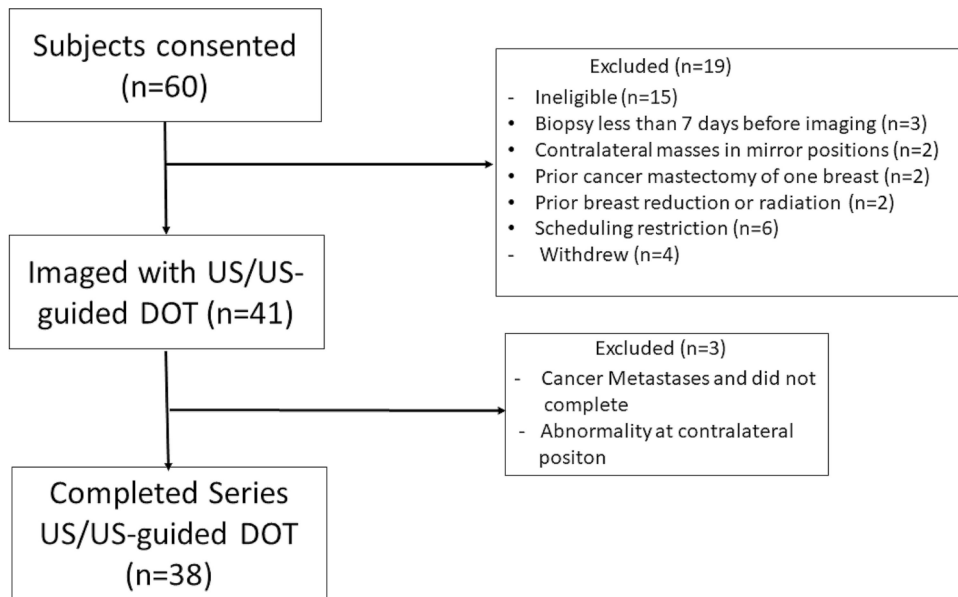 Subjects consented
(n=60)
Excluded (n=19)
- Ineligible (n=15)
• Biopsy less than 7 days before imaging (n=3)
• Contralateral masses in mirror positions (n=2)
• Prior cancer mastectomy of one breast (n=2)
• Prior breast reduction or radiation (n=2)
• Scheduling restriction (n=6)
- Withdrew (n=4)
Imaged with US/US-
guided DOT (n=41)
Excluded (n=3)
- Cancer Metastases and did not
complete
- Abnormality at contralateral
positon
Completed Series
US/US-guided DOT
(n=38)